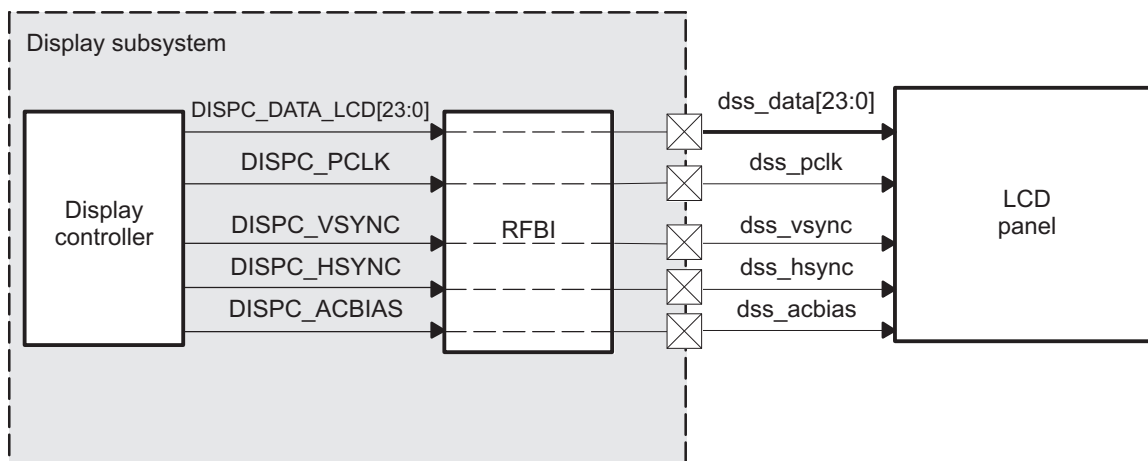 Display subsystem
DISPC_DATA_LCD[23:0]
dss_data[23:0]
DISPC_PCLK
dss_pclk
Display
controller
DISPC_VSYNC
RFBI
dss_vsync
LCD
panel
DISPC_HSYNC
dss_hsync
DISPC_ACBIAS
dss_acbias